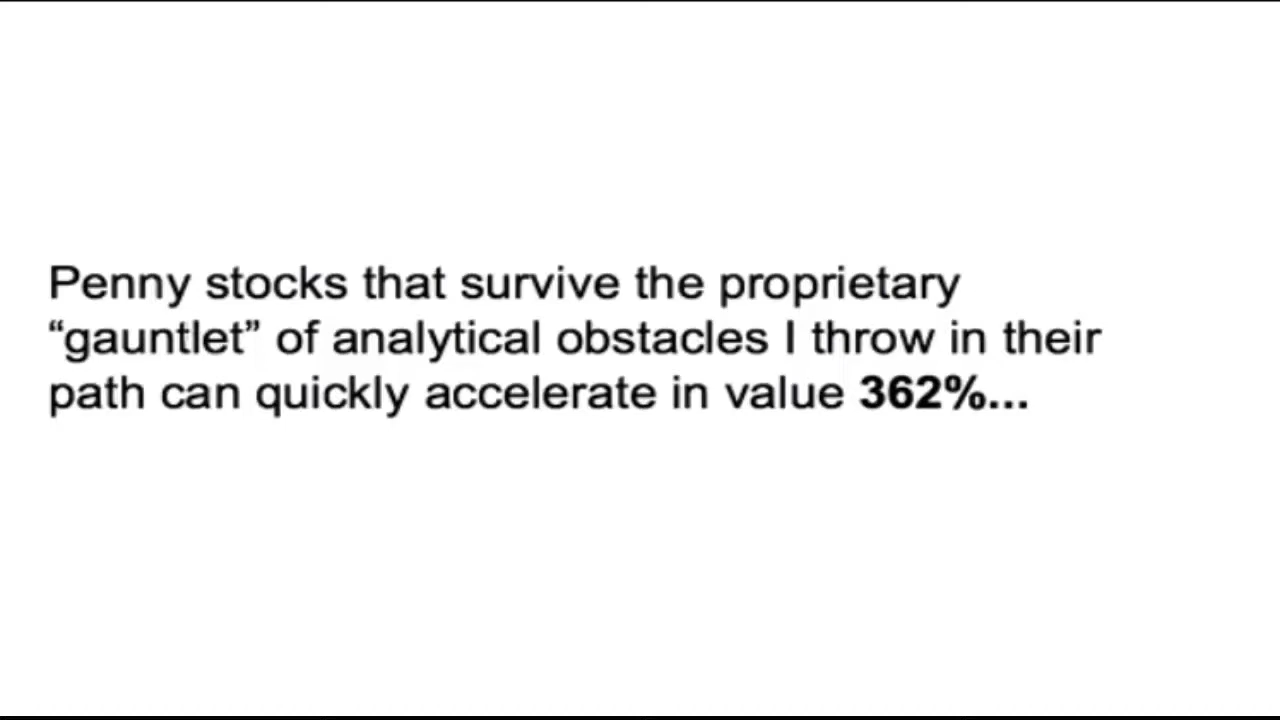 Penny stocks that survive the proprietary
“gauntlet” of analytical obstacles I throw in their
path can quickly accelerate in value 362%...